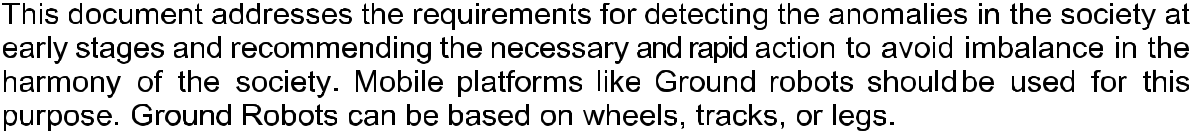 This document addresses the requirements for detecting the anomalies in the society at
early stages and recommending the necessary and rapid action to avoid imbalance in the
harmony of the society. Mobile platforms like Ground robots should be used for this
purpose. Ground Robots can be based on wheels, tracks, or legs.